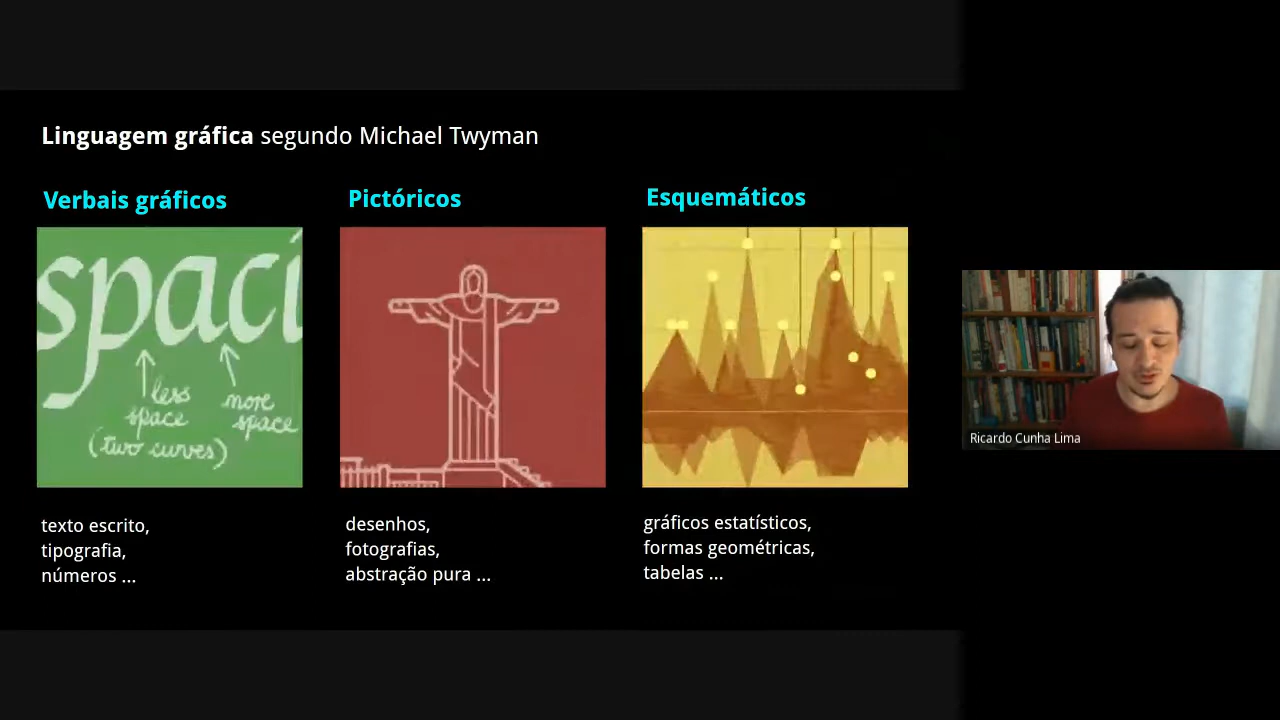 Linguagem gráfica segundo Michael Twyman
Verbais gráficos
Pictóricos
Esquemáticos
spaci
less
space
more
space
(two curves)
texto escrito,
tipografia,
números ...
desenhos,
fotografias,
abstração pura ...
gráficos estatísticos,
formas geométricas,
tabelas ...
Ricardo Cunha Lima